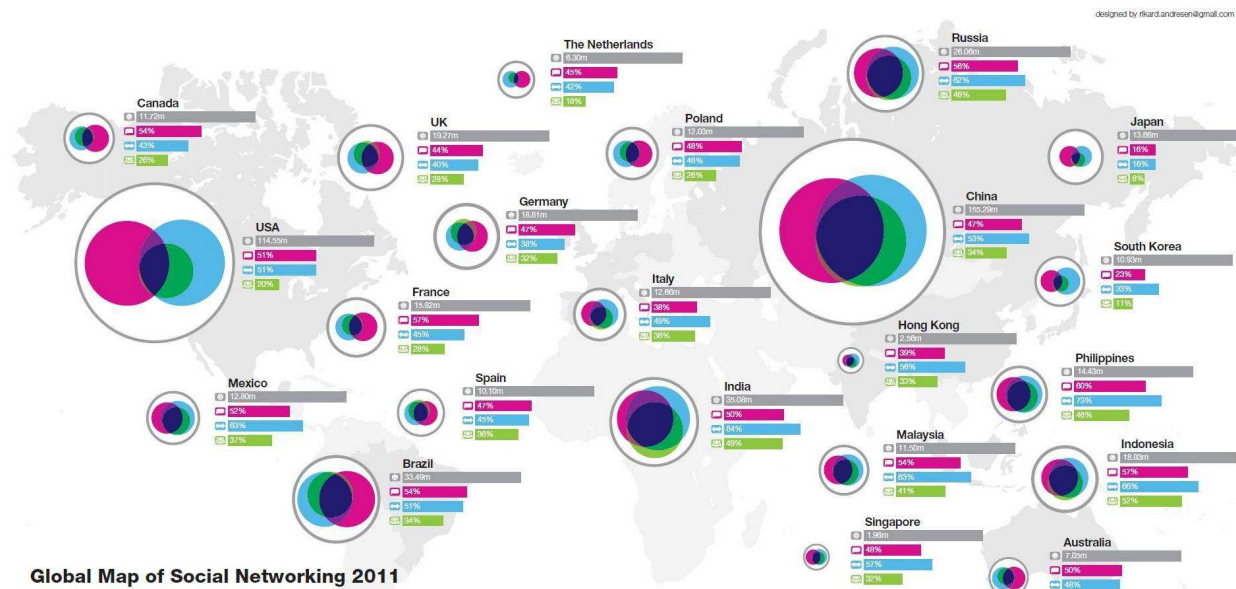 designed by rikard.andresen@gmail.com
The Netherlands
6.30m
45%
42%
18%
Russia
26.06m
56%
62%
46%
Canada
11.72m
54%
43%
26%
UK
19.27m
44%
40%
28%
Poland
12.03m
48%
46%
26%
Japan
13.66m
16%
16%
8%
USA
114.55m
51%
51%
20%
Germany
18.81m
47%
38%
32%
China
155.29m
47%
53%
34%
South Korea
10.93m
23%
33%
11%
France
15.92m
57%
45%
28%
Italy
12.66m
38%
49%
36%
Hong Kong
2.56m
39%
56%
33%
Philippines
14.43m
60%
73%
46%
Mexico
12.80m
52%
63%
37%
Spain
10.10m
47%
45%
36%
India
35.08m
50%
64%
49%
Malaysia
11.50m
54%
63%
41%
Indonesia
18.93m
57%
66%
52%
Brazil
33.49m
54%
51%
34%
Singapore
1.96m
48%
57%
32%
Australia
7.05m
50%
48%
Global Map of Social Networking 2011